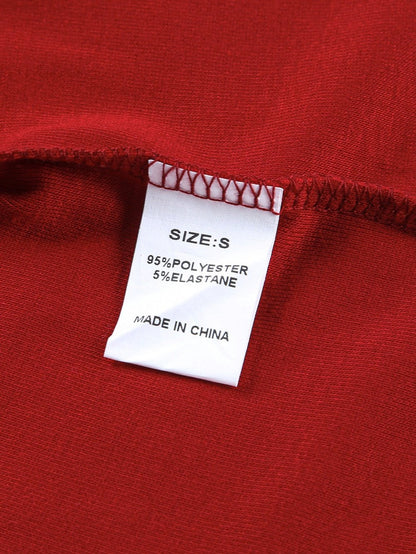 SIZE:S
95%POLYESTER
5%ELASTANE
MADE IN CHINA